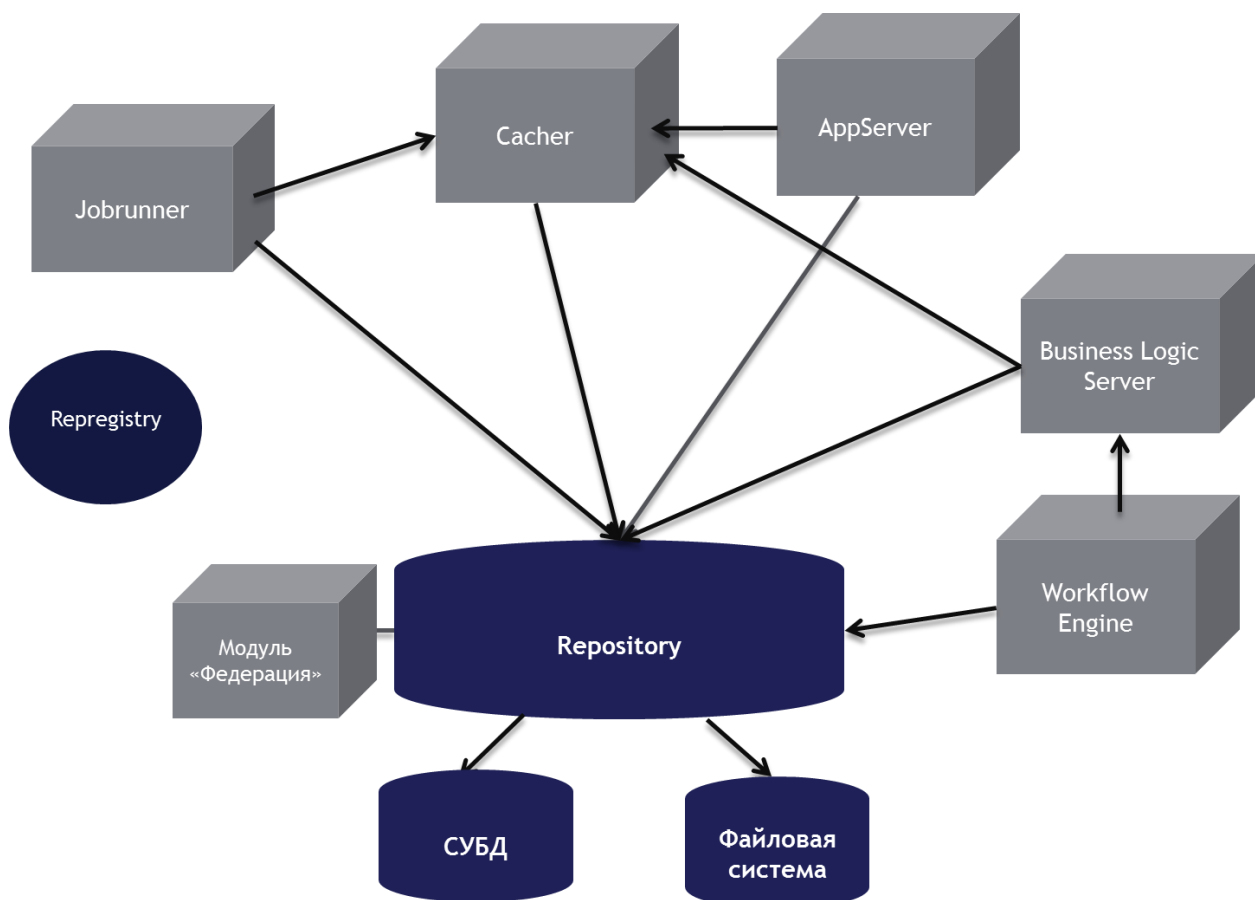 Cacher
AppServer
Jobrunner
Business Logic
Server
Repregistry
Workflow
Engine
Модуль
«Федерация»
Repository
СУБД
Файловая
система